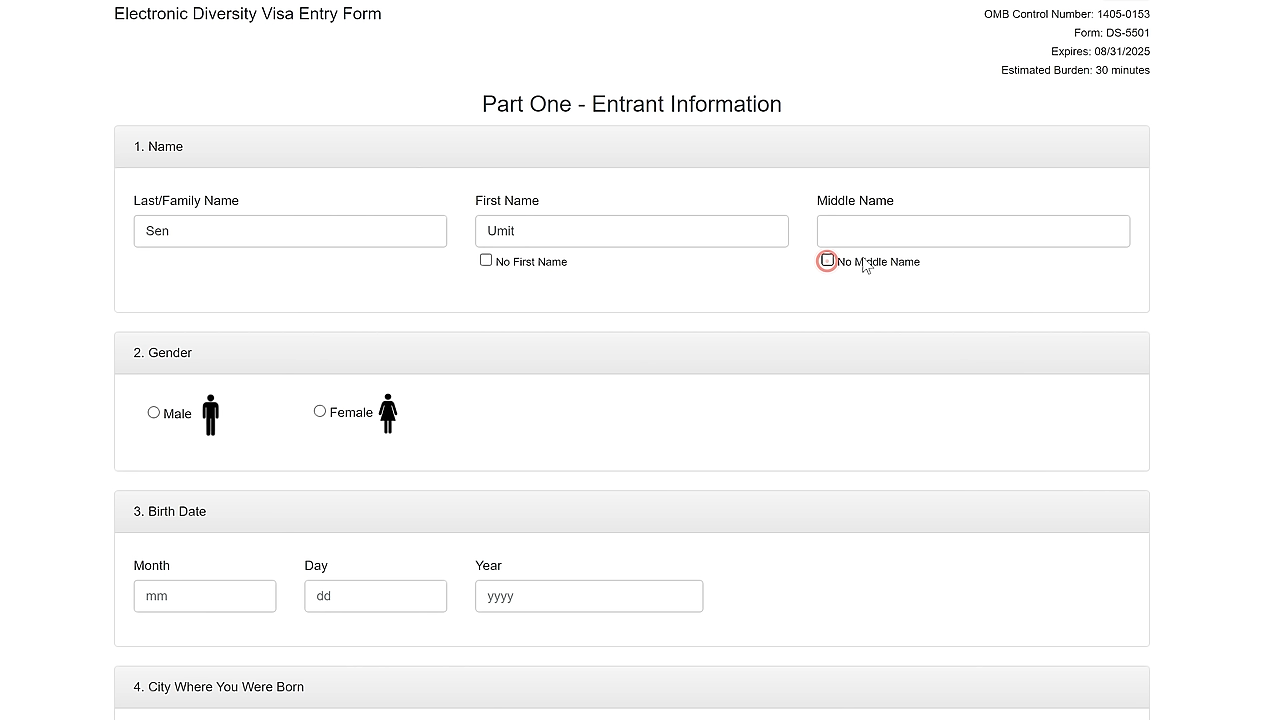 Electronic Diversity Visa Entry Form
OMB Control Number: 1405-0153
Form: DS-5501
Expires: 08/31/2025
Estimated Burden: 30 minutes
Part One - Entrant Information
1. Name
Last/Family Name
First Name
Middle Name
Sen
Umit
No First Name
No Middle Name
2. Gender
Male
Female
3. Birth Date
Month
Day
Year
mm
dd
yyyy
4. City Where You Were Born